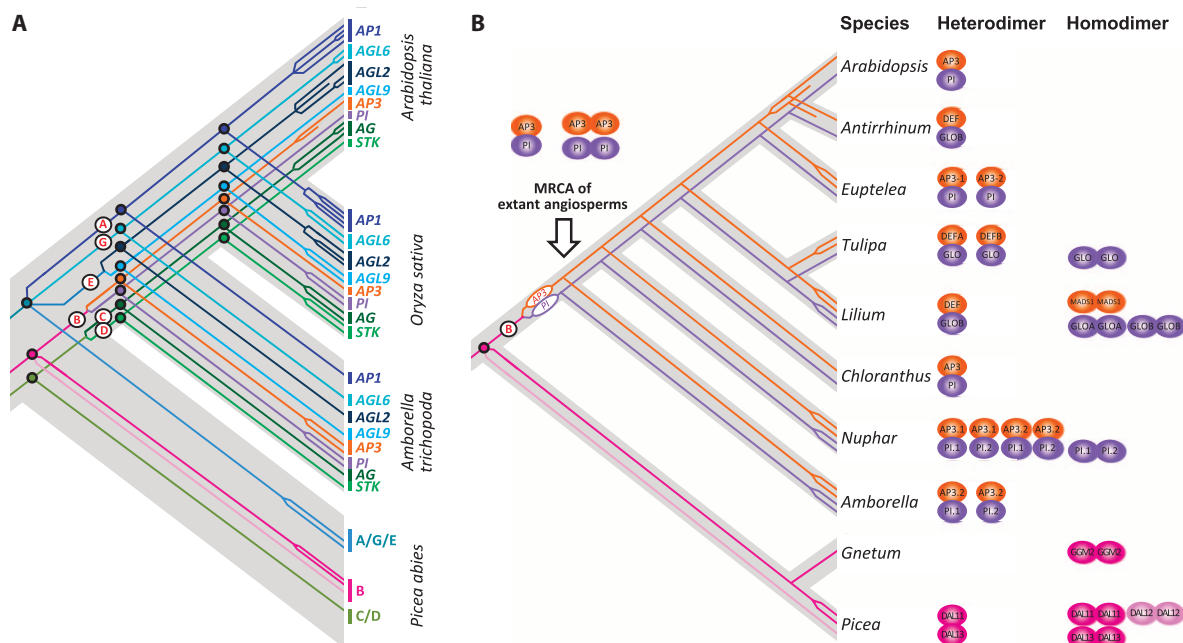 A
AP1
AGL6
AGL2
AGL9
AP3
PI
AG
STK
Arabidopsis
thaliana
A
G
E
B
C
D
AP1
AGL6
AGL2
AGL9
AP3
PI
AG
STK
Oryza sativa
AP1
AGL6
AGL2
AGL9
AP3
PI
AG
STK
Amborella
trichopoda
A/G/E
B
C/D
Picea abies
B
Species Heterodimer Homodimer
AP3 AP3 AP3
PI PI PI
MRCA of
extant angiosperms
AP3
PI
B
Arabidopsis
AP3
PI
Antirrhinum
DEF
GLOB
Euptelea
AP3-1 AP3-2
PI PI
Tulipa
DEFA DEFB
GLO GLO GLO GLO
Lilium
DEF MADS1 MADS1
GLOB GLOA GLOA GLOB GLOB
Chloranthus
AP3
PI
Nuphar
AP3.1 AP3.1 AP3.2 AP3.2
PI.1 PI.2 PI.1 PI.2 PI.1 PI.2
Amborella
AP3.2 AP3.2
PI.1 PI.2
Gnetum
GGM2 GGM2
Picea
DAL11 DAL11 DAL11 DAL12 DAL12
DAL13 DAL13 DAL13